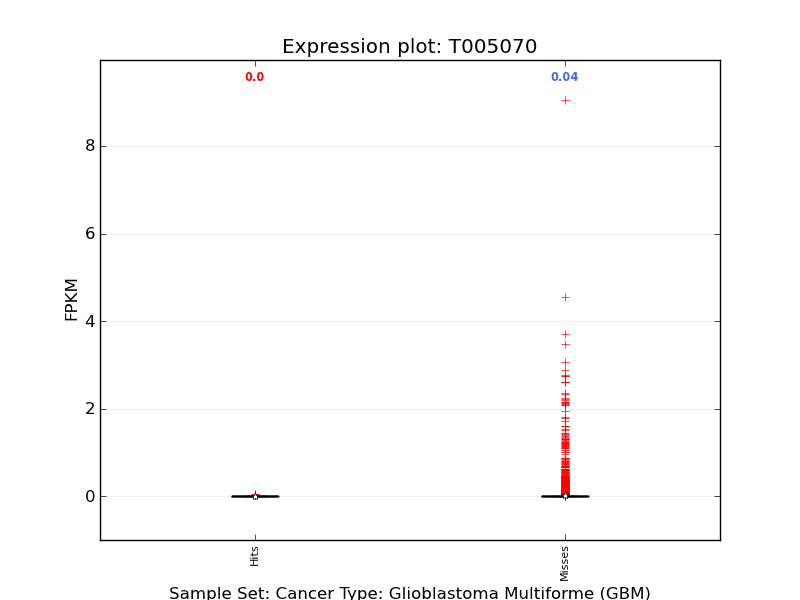 Expression plot: T005070
0.0 0.04
8
6
4
2
0
FPKM
Hits Misses
Sample Set: Cancer Type: Glioblastoma Multiforme (GBM)